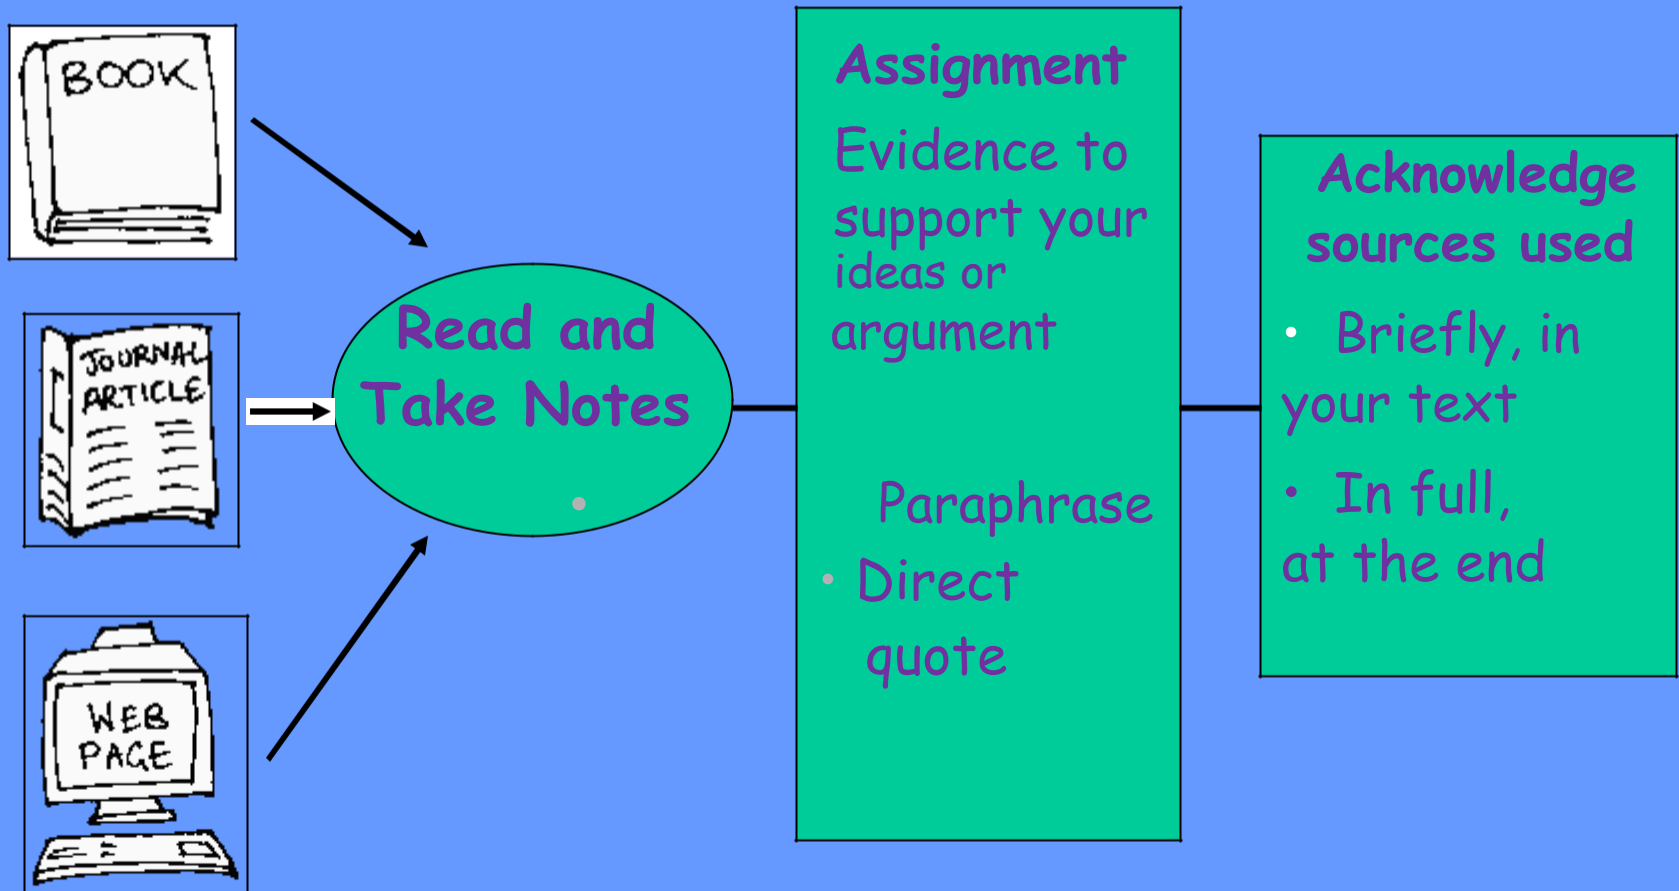 BOOK
JOURNAL
ARTICLE
WEB
PAGE
Read and
Take Notes
Assignment
Evidence to
support your
ideas or
argument
Paraphrase
• Direct
quote
Acknowledge
sources used
• Briefly, in
your text
• In full,
at the end